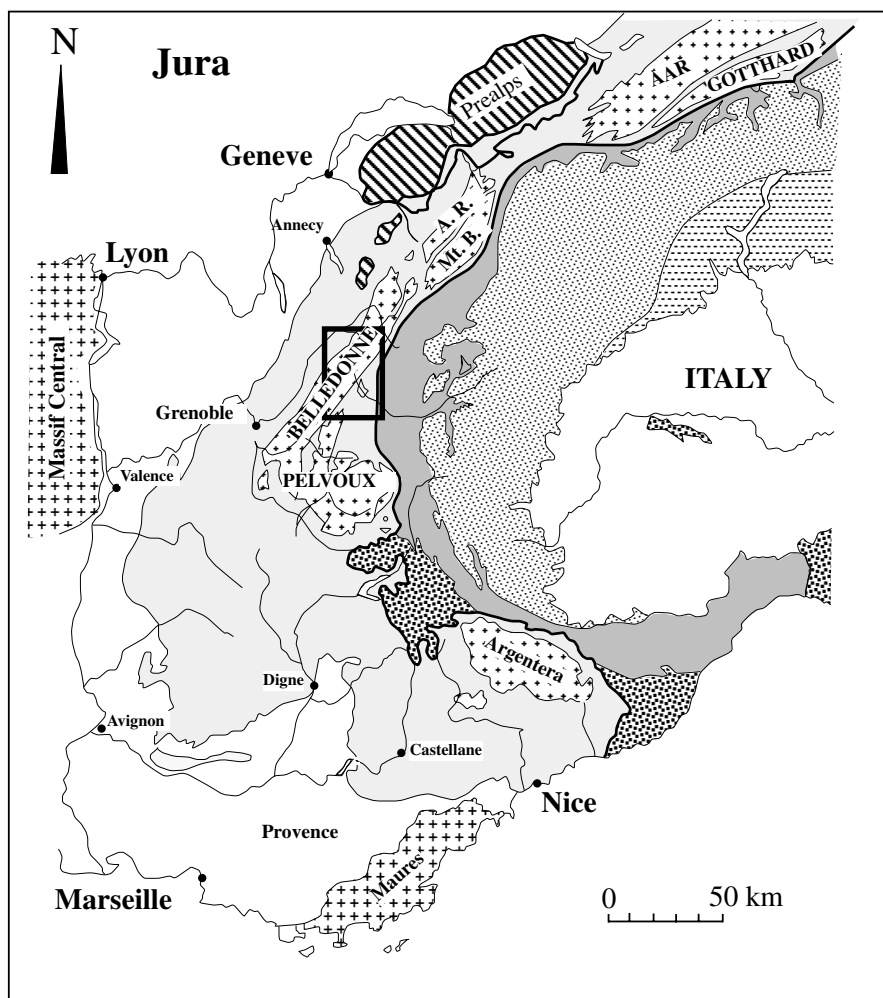 N
Jura
Prealps
AAR
GOTTHARD
Geneve
A. R.
Annecy
Mt. B.
Lyon
Massif Central
BELLEDONNE
ITALY
Grenoble
PELVOUX
Valence
Argentera
Digne
Avignon
Castellane
Nice
Provence
Maures
Marseille
0 50 km